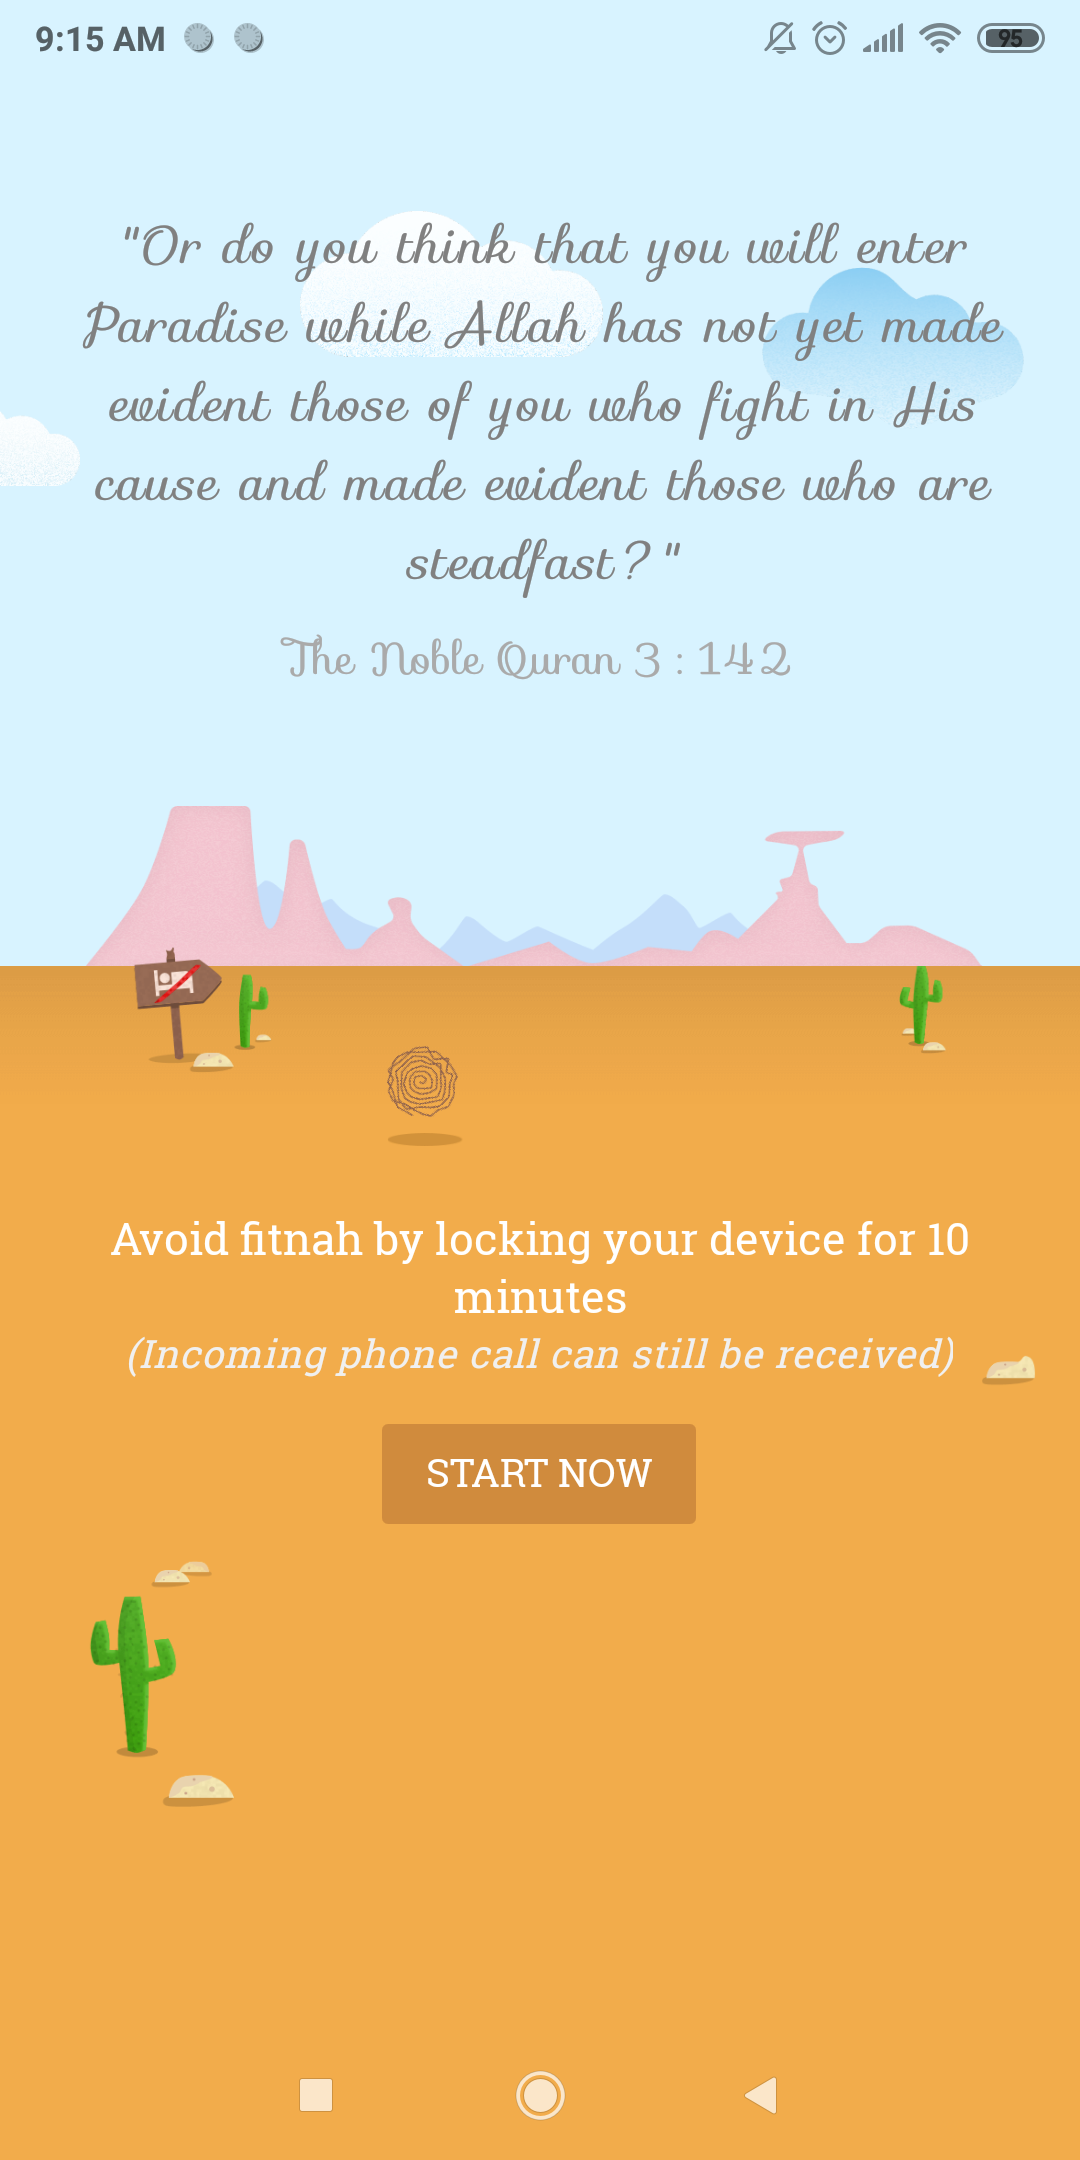 9:15 AM
95
"Or do you think that you will enter
Paradise while Allah has not yet made
evident those of you who fight in His
cause and made evident those who are
steadfast? "
The Noble Quran 3 : 142
Avoid fitnah by locking your device for 10
minutes
(Incoming phone call can still be received)
START NOW